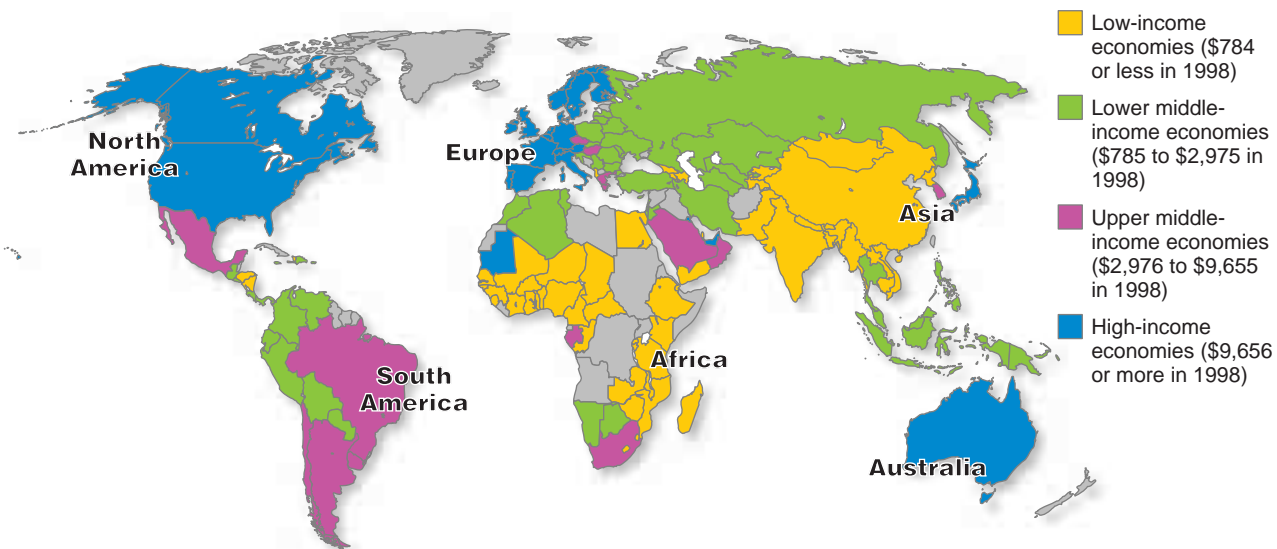 North
America
Europe
Asia
Africa
South
America
Australia
Low-income
economies ($784
or less in 1998)
Lower middle-
income economies
($785 to $2,975 in
1998)
Upper middle-
income economies
($2,976 to $9,655
in 1998)
High-income
economies ($9,656
or more in 1998)